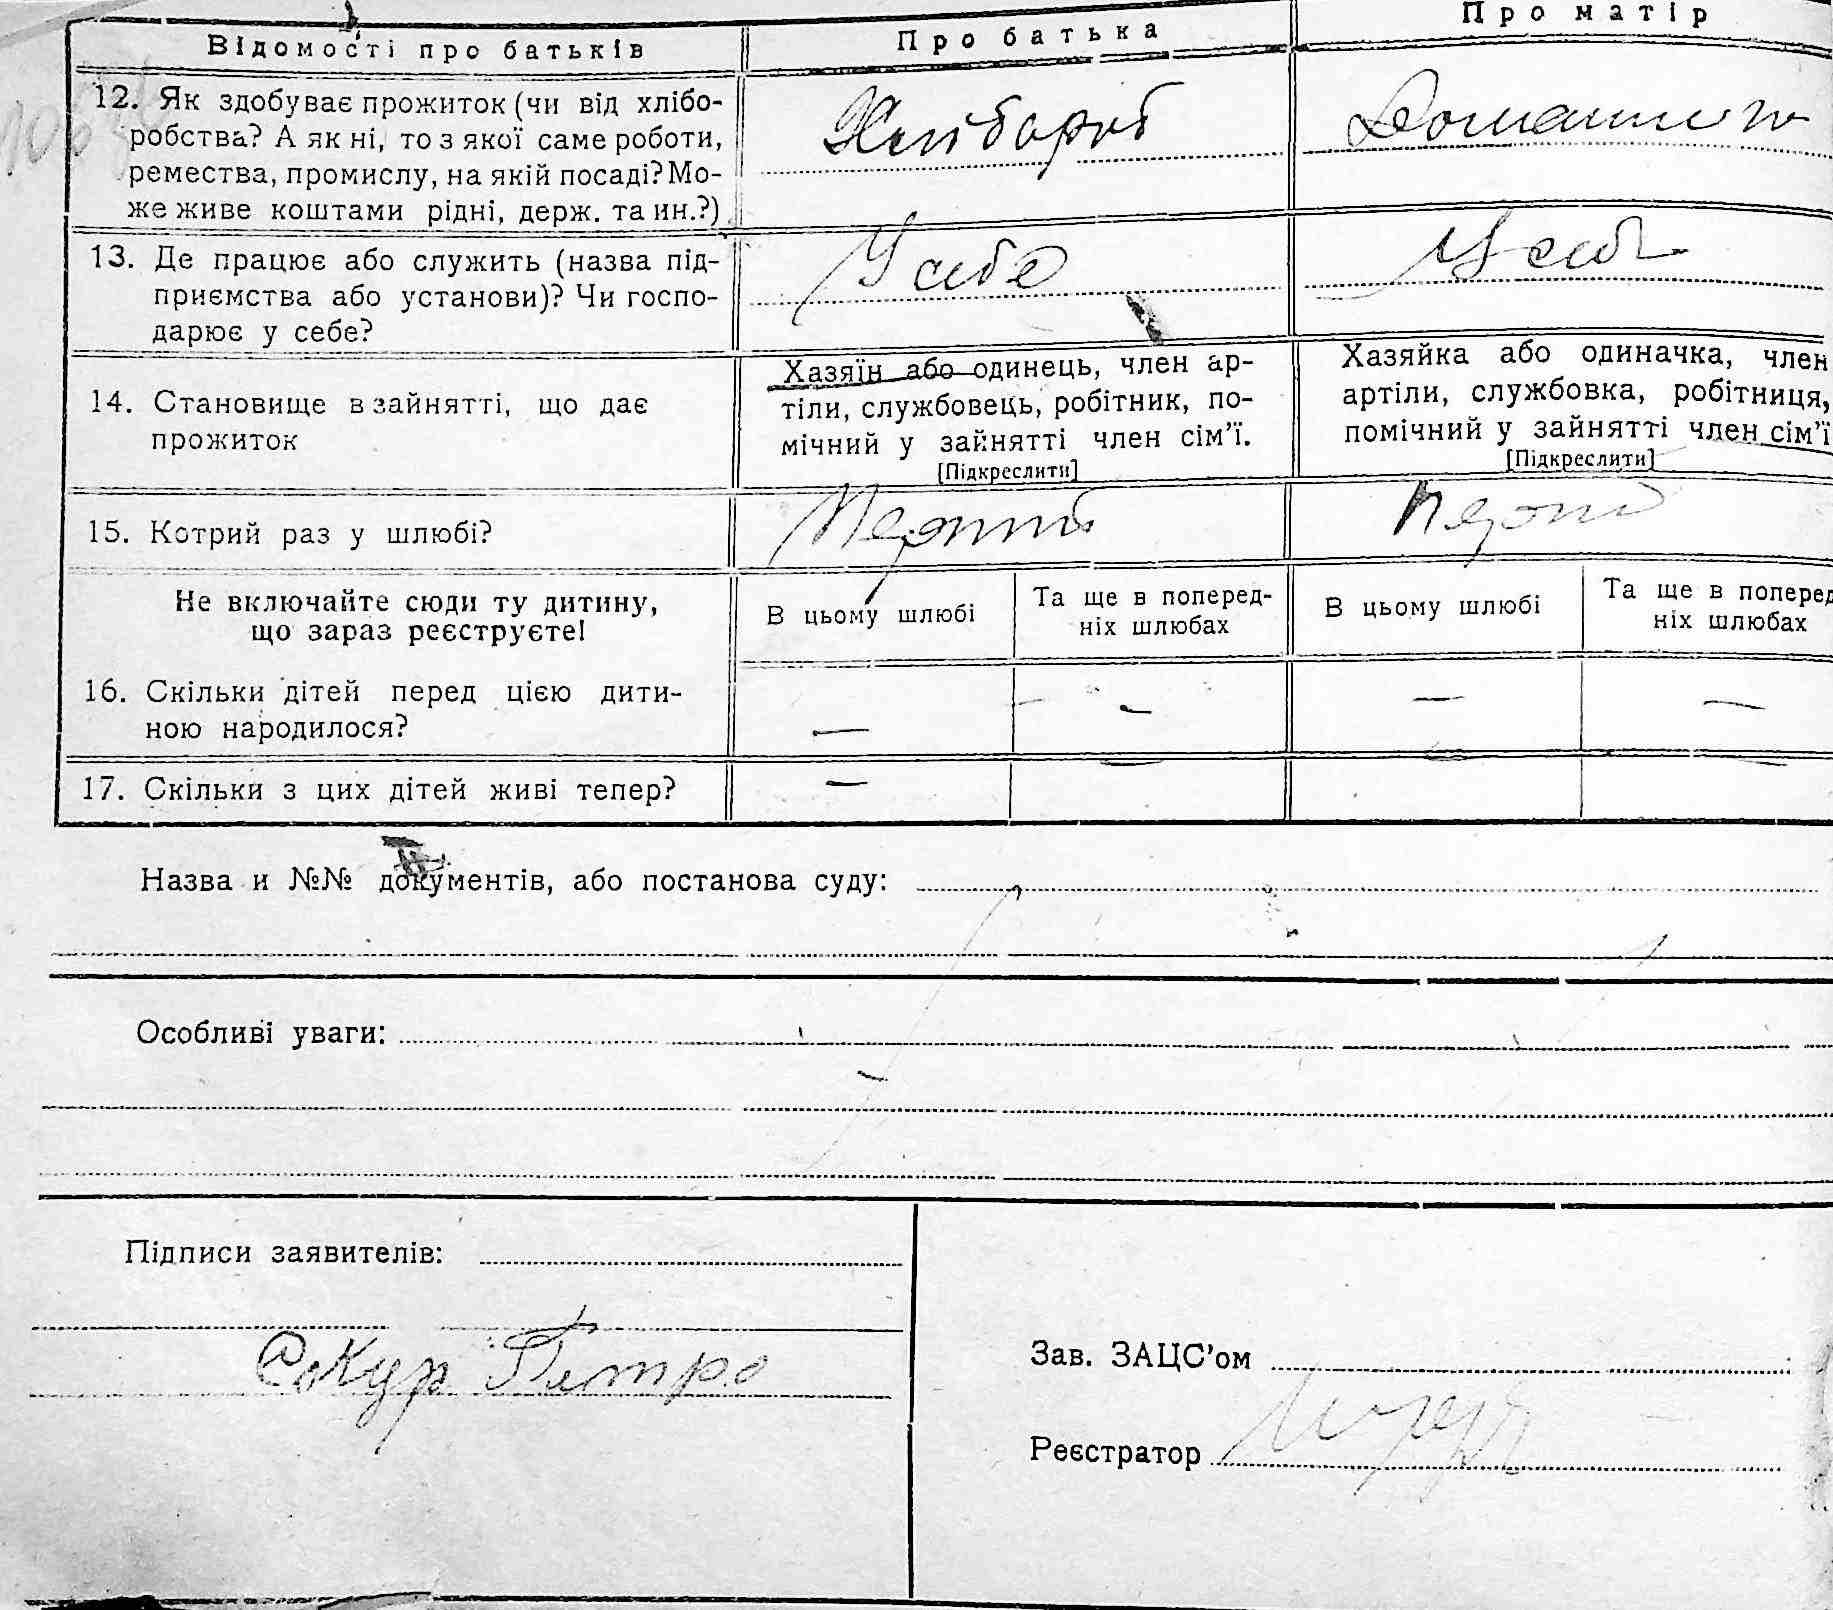 Відомості про батьків
Про батька
Про матір
12. Як здобуває прожиток (чи від хлібо-
робства? А як ні, то з якої саме роботи,
ремества, промислу, на якій посаді? Мо-
же живе коштами рідні, держ. та ин.?)
Хлібороб
13. Де працює або служить (назва під-
приємства або установи)? Чи госпо-
дарює у себе?
У себе
У себе
14. Становище в зайнятті, що дає
прожиток
Хазяїн або одинець, член ар-
тіли, службовець, робітник, по-
мічний у зайнятті член сім'ї.
[Підкреслити]
Хазяйка або одиначка, член
артіли, службовка, робітниця,
помічний у зайнятті член сім'ї
[Підкреслити]
15. Котрий раз у шлюбі?
Перший
Не включайте сюди ту дитину,
що зараз реєструєте!
В цьому шлюбі
Та ще в поперед-
ніх шлюбах
В цьому шлюбі
Та ще в поперед
ніх шлюбах
16. Скільки дітей перед цією дити-
ною народилося?
— - — —
17. Скільки з цих дітей живі тепер?
— — — —
Назва и №№ документів, або постанова суду:
Особливі уваги:
Підписи заявителів:
Сокур Петро
Зав. ЗАЦС'ом
Реєстратор